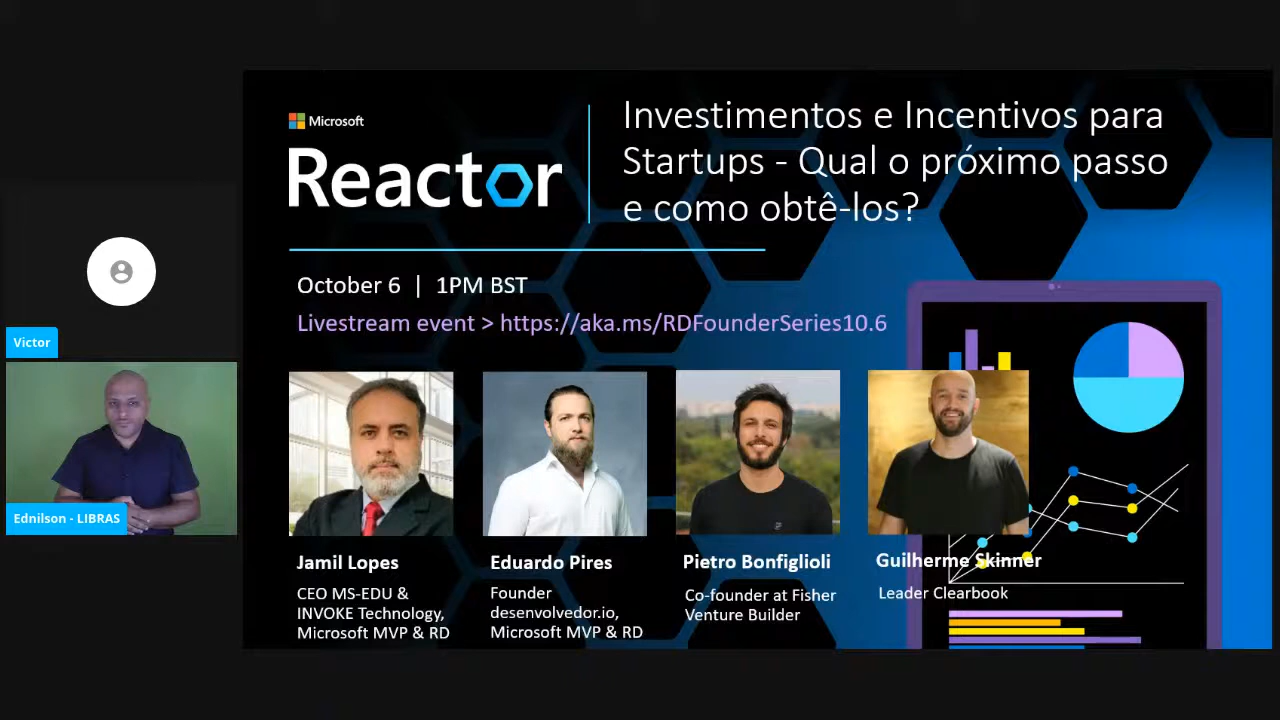 Microsoft
Reactor
Investimentos e Incentivos para
Startups - Qual o próximo passo
e como obtê-los?
October 6 | 1PM BST
Livestream event > https://aka.ms/RDFounderSeries10.6
Victor
Ednilson - LIBRAS
Jamil Lopes
CEO MS-EDU &
INVOKE Technology,
Microsoft MVP & RD
Eduardo Pires
Founder
desenvolvedor.io,
Microsoft MVP & RD
Pietro Bonfiglioli
Co-founder at Fisher
Venture Builder
Guilherme Skinner
Leader Clearbook